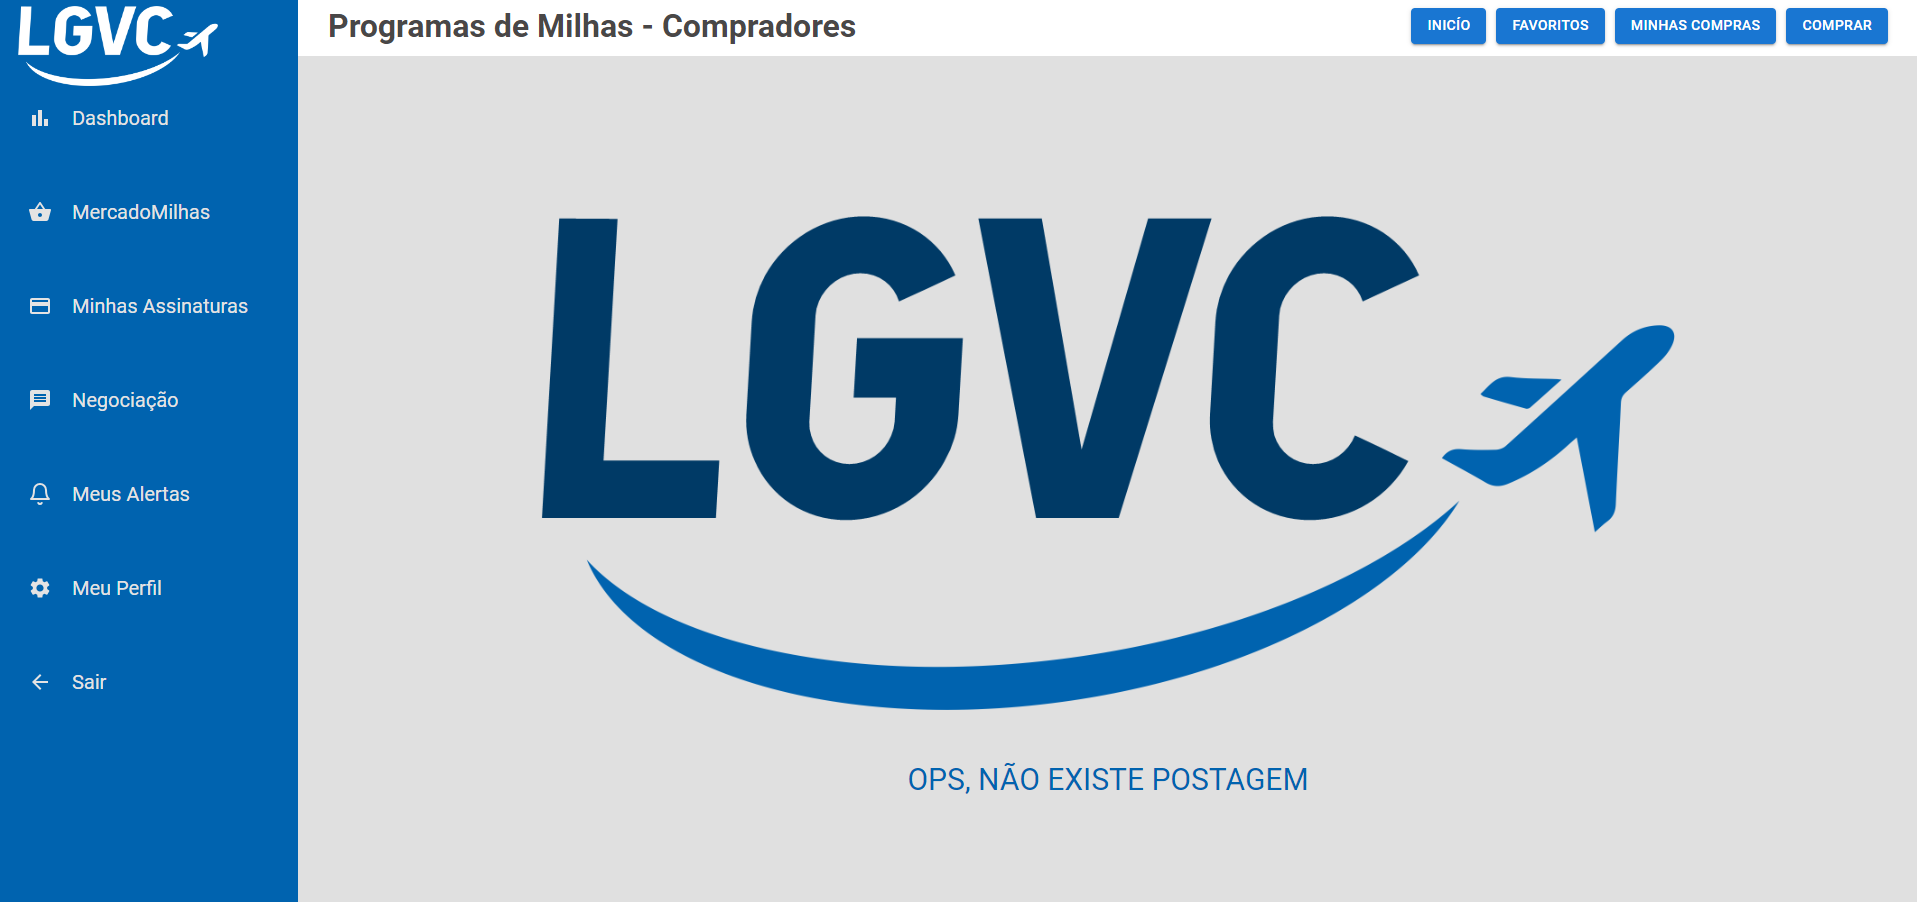 LGVC
Programas de Milhas - Compradores
INICÍO
FAVORITOS
MINHAS COMPRAS
COMPRAR
Dashboard
MercadoMilhas
Minhas Assinaturas
Negociação
Meus Alertas
Meu Perfil
Sair
LGVC
OPS, NÃO EXISTE POSTAGEM